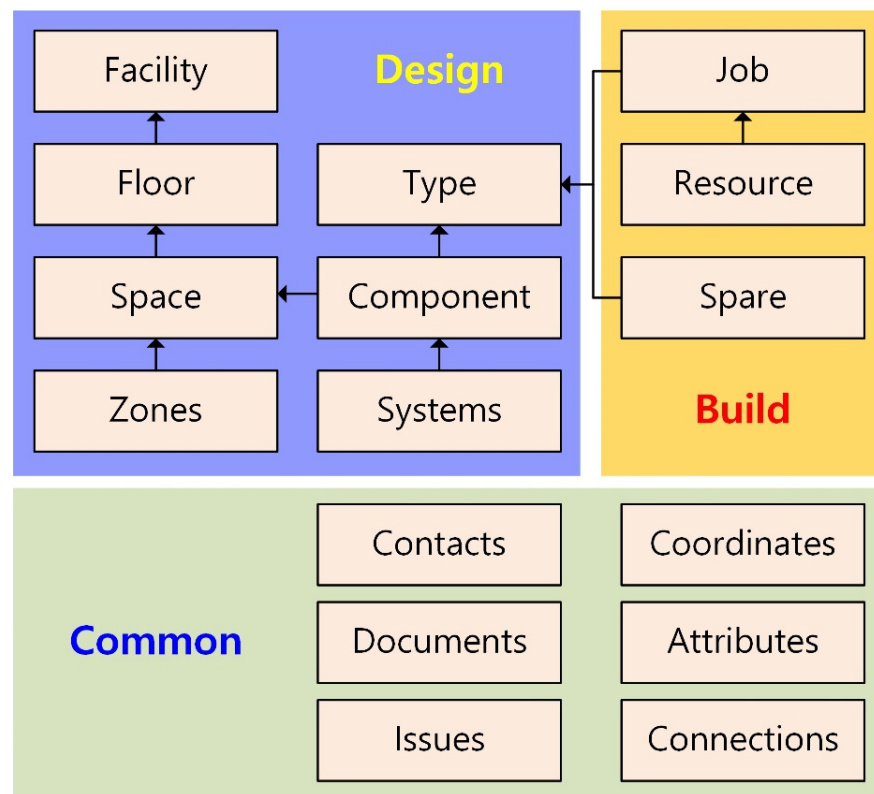 Facility
Design
Job
Floor
Type
Resource
Space
Component
Spare
Zones
Systems
Build
Contacts
Coordinates
Common
Documents
Attributes
Issues
Connections